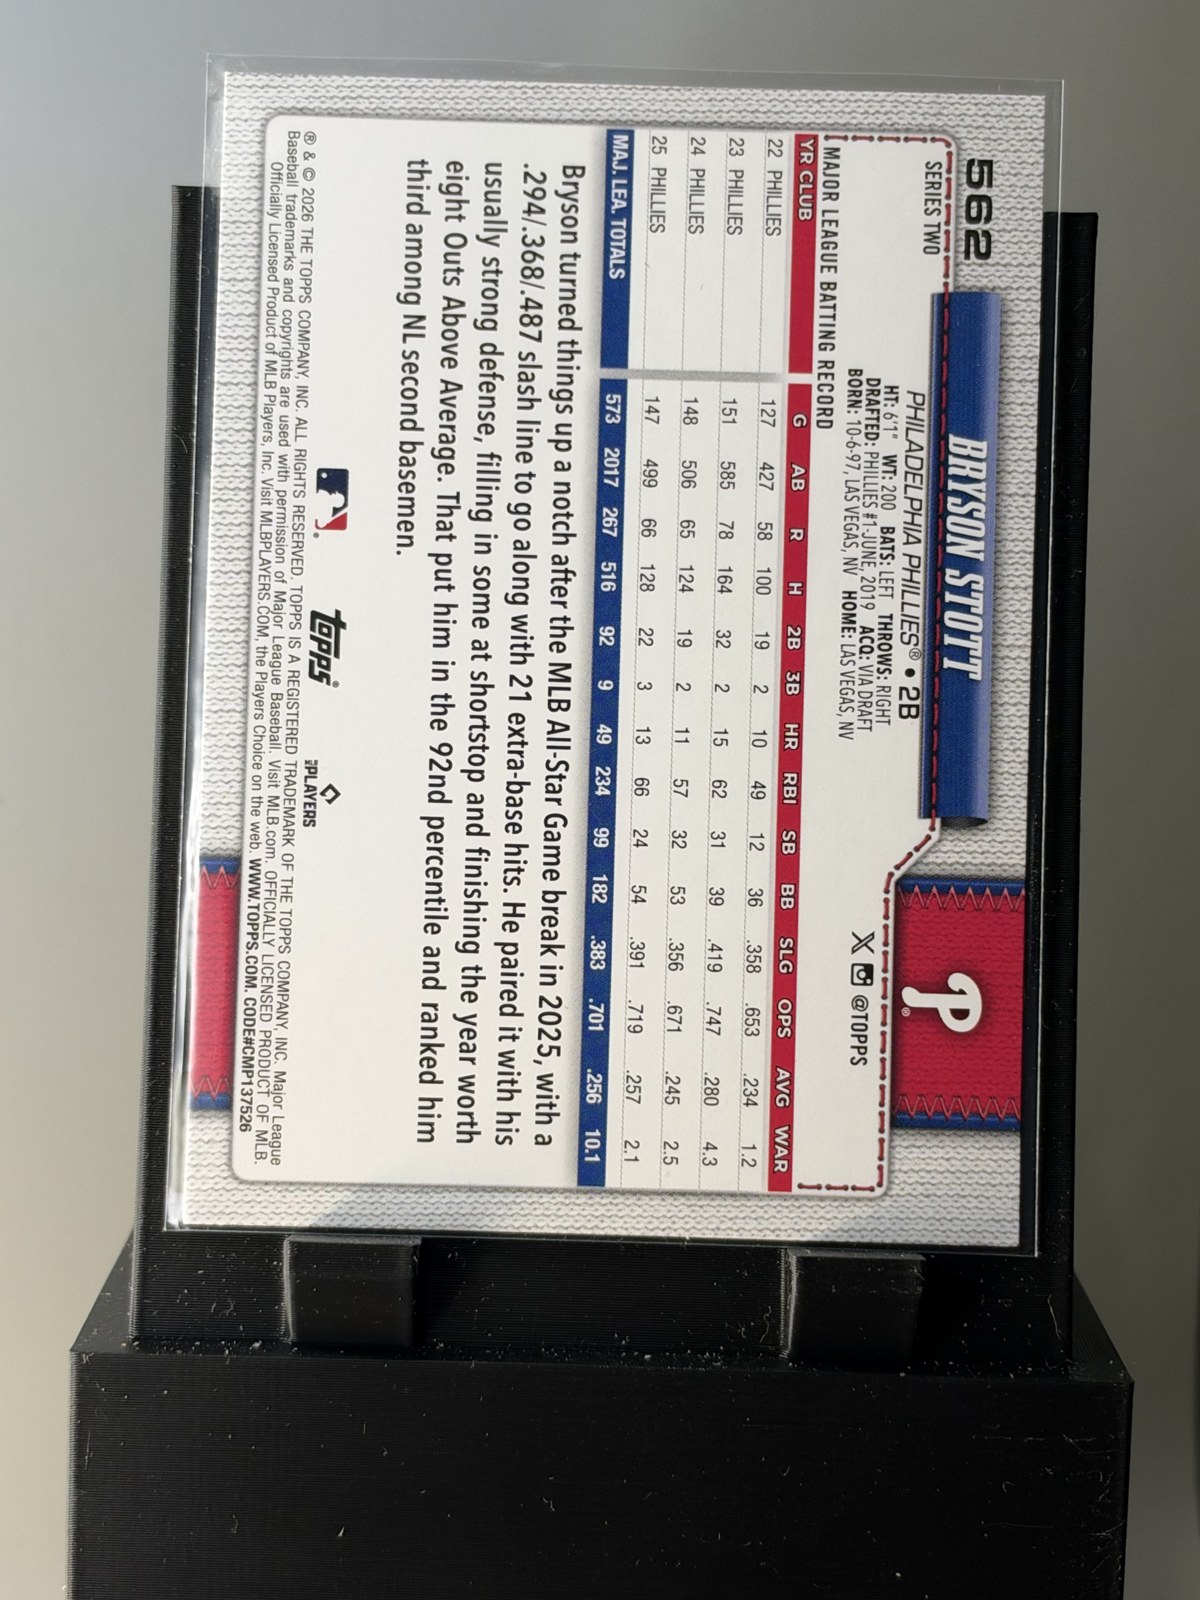 562
SERIES TWO
BRYSON STOTT
PHILADELPHIA PHILLIES® • 2B
HT: 6'1" WT: 200 BATS: LEFT THROWS: RIGHT
DRAFTED: PHILLIES #1-JUNE, 2019 ACQ: VIA DRAFT
BORN: 10-6-97, LAS VEGAS, NV HOME: LAS VEGAS, NV
P®
X @TOPPS
MAJOR LEAGUE BATTING RECORD
YR CLUB G AB R H 2B 3B HR RBI SB BB SLG OPS AVG WAR
22 PHILLIES 127 427 58 100 19 2 10 49 12 36 .358 .653 .234 1.2
23 PHILLIES 151 585 78 164 32 2 15 62 31 39 .419 .747 .280 4.3
24 PHILLIES 148 506 65 124 19 2 11 57 32 53 .356 .671 .245 2.5
25 PHILLIES 147 499 66 128 22 3 13 66 24 54 .391 .719 .257 2.1
MAJ. LEA. TOTALS 573 2017 267 516 92 9 49 234 99 182 .383 .701 .256 10.1
Bryson turned things up a notch after the MLB All-Star Game break in 2025, with a
.294/.368/.487 slash line to go along with 21 extra-base hits. He paired it with his
usually strong defense, filling in some at shortstop and finishing the year worth
eight Outs Above Average. That put him in the 92nd percentile and ranked him
third among NL second basemen.
topps®
MLB PLAYERS
® & © 2026 THE TOPPS COMPANY, INC. ALL RIGHTS RESERVED. TOPPS IS A REGISTERED TRADEMARK OF THE TOPPS COMPANY, INC. Major League
Baseball trademarks and copyrights are used with permission of Major League Baseball. Visit MLB.com. OFFICIALLY LICENSED PRODUCT OF MLB.
Officially Licensed Product of MLB Players, Inc. Visit MLBPLAYERS.COM, the Players Choice on the web. WWW.TOPPS.COM. CODE#CMP137526